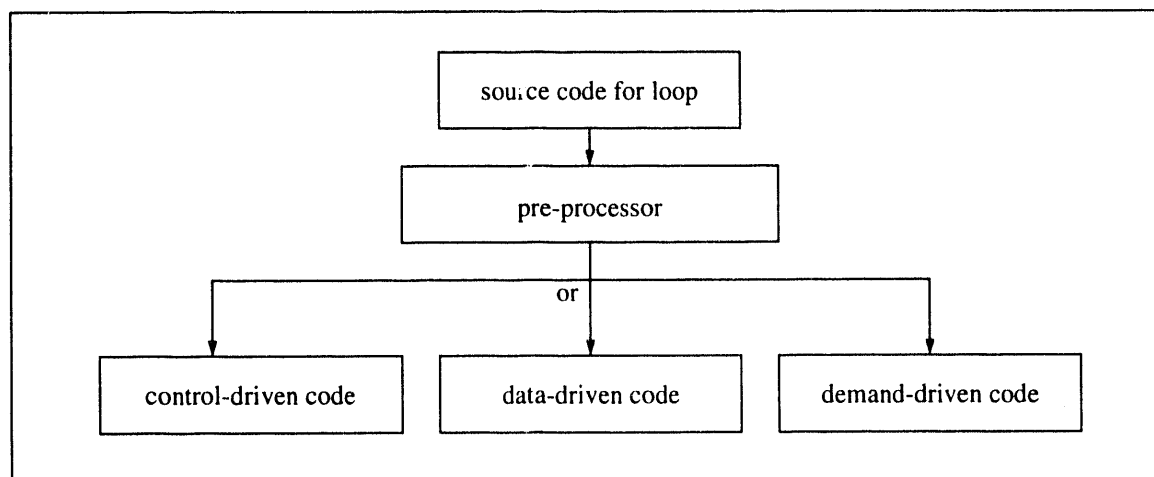 source code for loop
pre-processor
or
control-driven code
data-driven code
demand-driven code